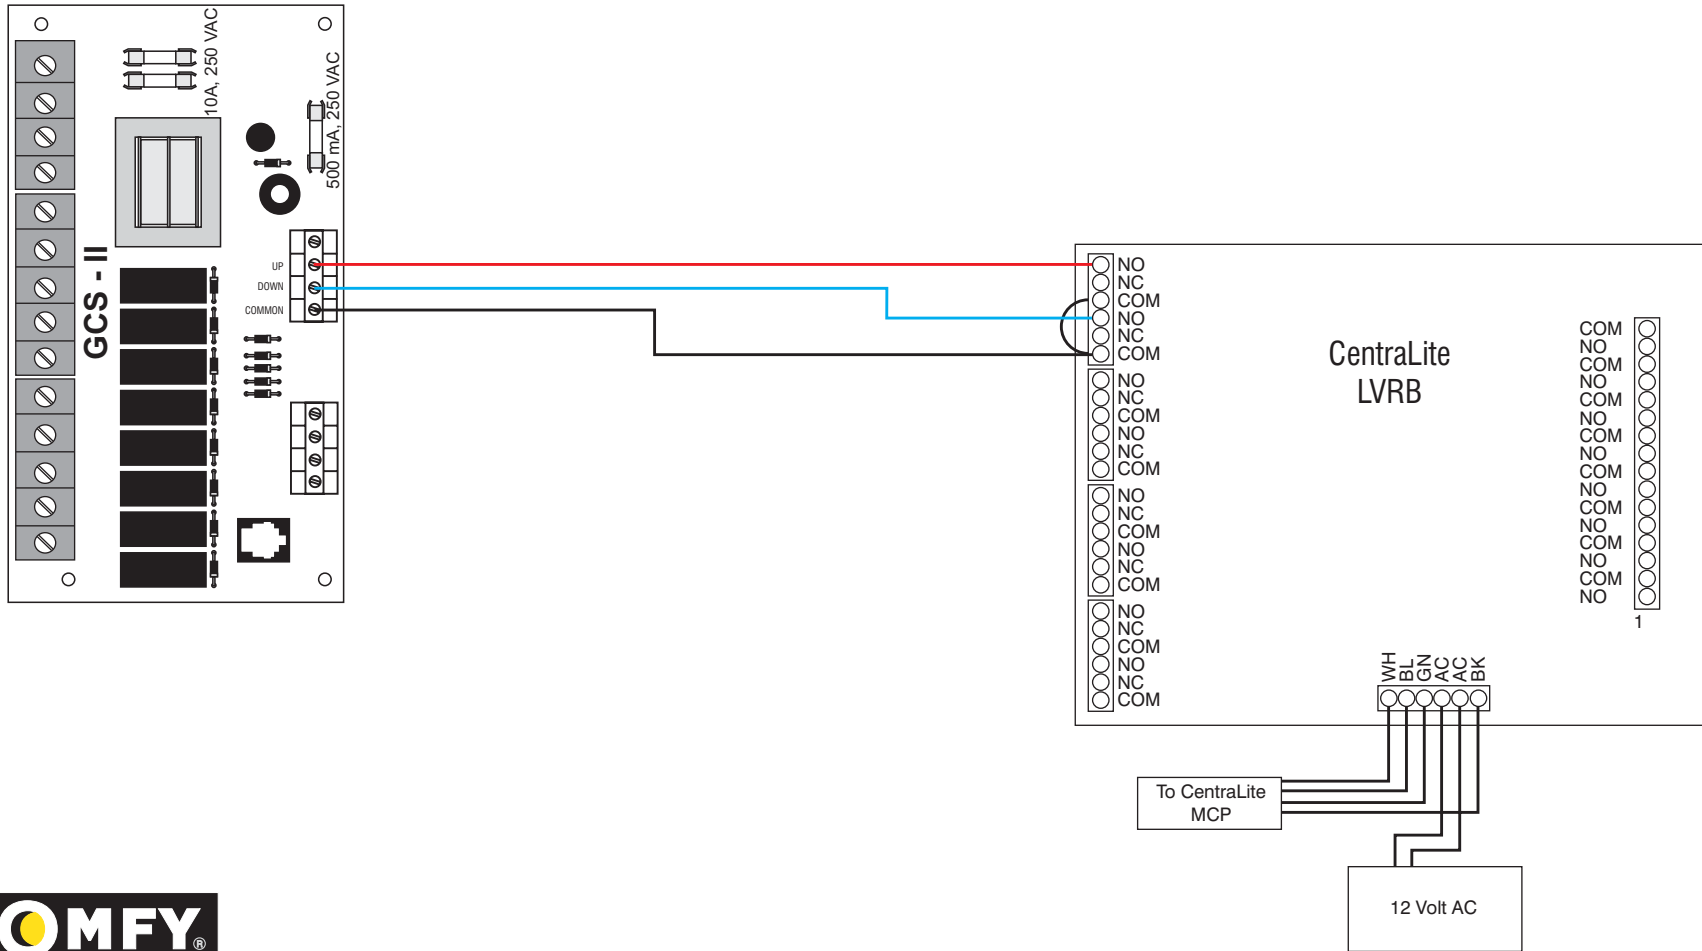 10A, 250 VAC
500 mA, 250 VAC
GCS - II
UP
DOWN
COMMON
NO
NC
COM
NO
NC
COM
NO
NC
COM
NO
NC
COM
NO
NC
COM
NO
NC
COM
NO
NC
COM
NO
NC
COM
CentraLite
LVRB
COM
NO
COM
NO
COM
NO
COM
NO
COM
NO
COM
NO
COM
NO
COM
NO
1
WH
BL
GN
AC
AC
BK
To CentraLite
MCP
12 Volt AC
OMFY®